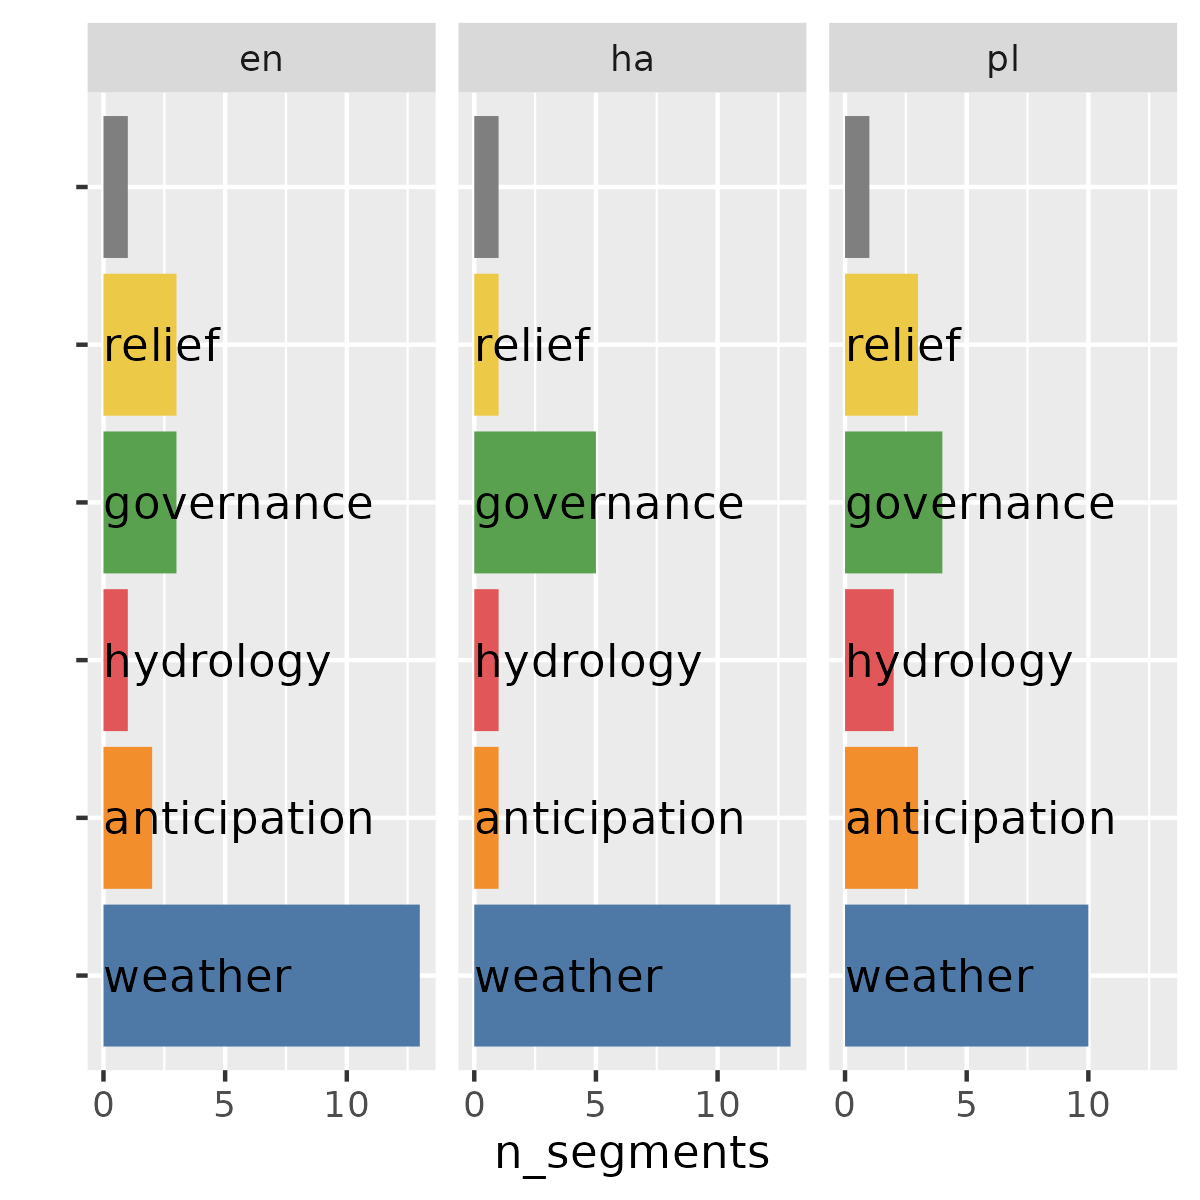 en ha pl
relief relief relief
governance governance governance
hydrology hydrology hydrology
anticipation anticipation anticipation
weather weather weather
0 5 10 0 5 10 0 5 10
n_segments